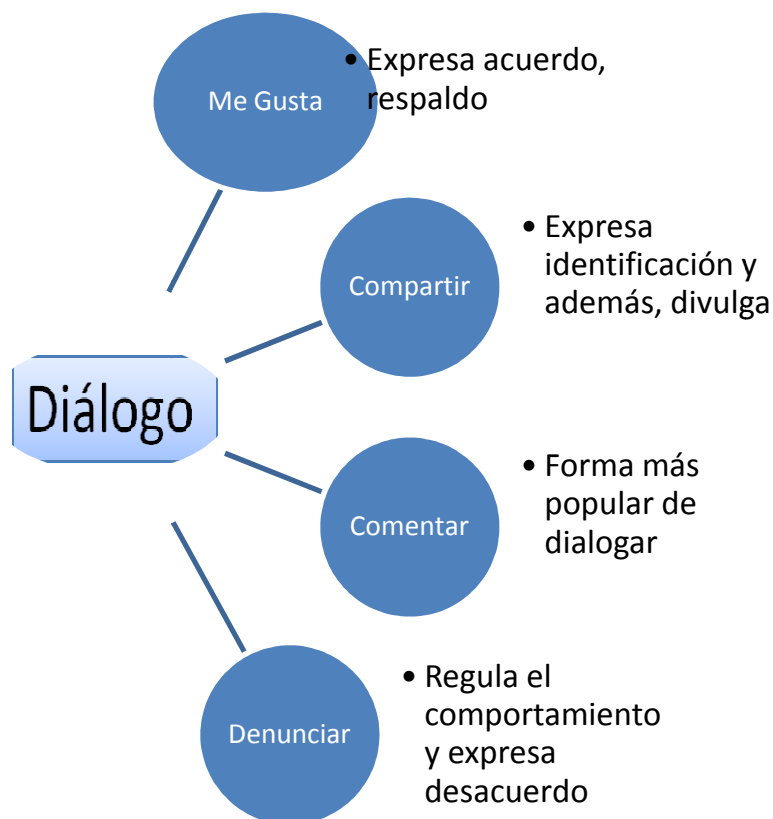 Me Gusta
• Expresa acuerdo,
respaldo
Compartir
• Expresa
identificación y
además, divulga
Diálogo
Comentar
• Forma más
popular de
dialogar
Denunciar
• Regula el
comportamiento
y expresa
desacuerdo